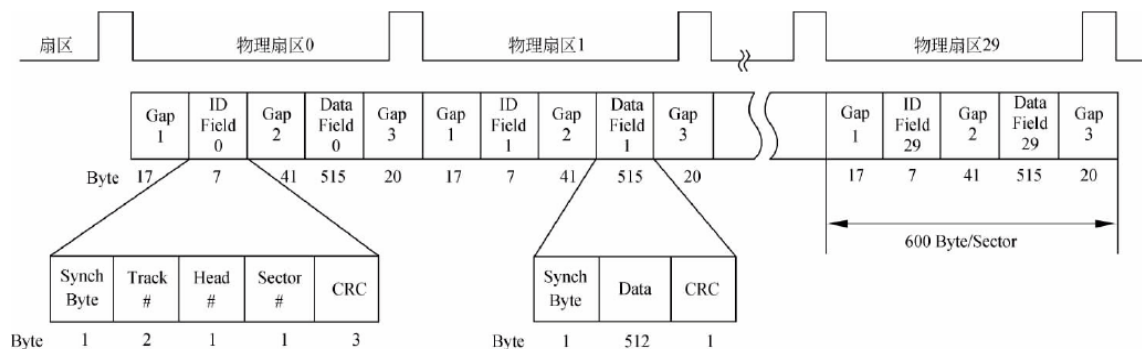 扇区 物理扇区0 物理扇区1 物理扇区29
Gap 1 ID Field 0 Gap 2 Data Field 0 Gap 3 Gap 1 ID Field 1 Gap 2 Data Field 1 Gap 3 Gap 1 ID Field 29 Gap 2 Data Field 29 Gap 3
Byte 17 7 41 515 20 17 7 41 515 20 17 7 41 515 20
600 Byte/Sector
Synch Byte Track # Head # Sector # CRC Synch Byte Data CRC
Byte 1 2 1 1 3 Byte 1 512 1